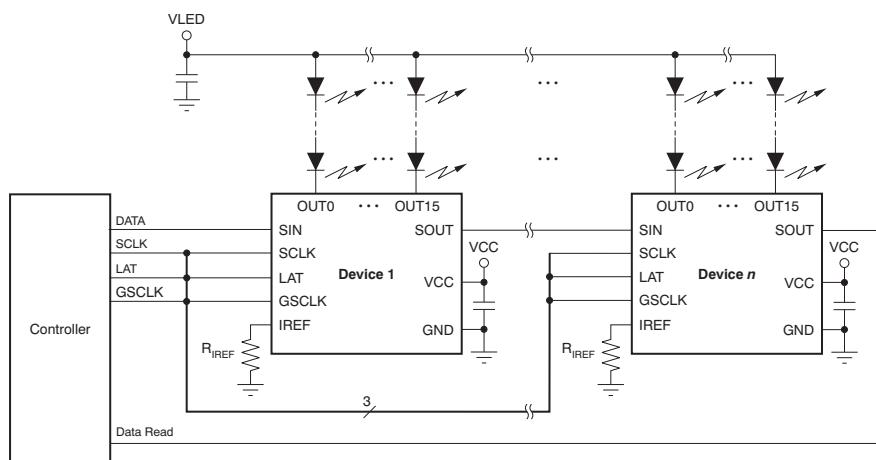 VLED
OUT0 ••• OUT15
OUT0 ••• OUT15
DATA
SCLK
LAT
GSCLK
Controller
Data Read
SIN
SCLK
LAT
GSCLK
IREF
Device 1
SOUT
VCC
GND
VCC
RIREF
3
SIN
SCLK
LAT
GSCLK
IREF
Device n
SOUT
VCC
GND
VCC
RIREF